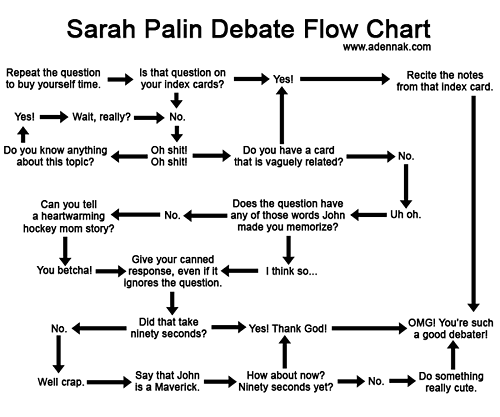 Sarah Palin Debate Flow Chart
www.adennak.com
Repeat the question
to buy yourself time.
Is that question on
your index cards?
Yes!
Recite the notes
from that index card.
Yes!
Wait, really?
No.
Do you know anything
about this topic?
Oh shit!
Oh shit!
Do you have a card
that is vaguely related?
No.
Can you tell
a heartwarming
hockey mom story?
No.
Does the question have
any of those words John
made you memorize?
Uh oh.
You betcha!
Give your canned
response, even if it
ignores the question.
I think so...
No.
Did that take
ninety seconds?
Yes! Thank God!
OMG! You're such
a good debater!
Well crap.
Say that John
is a Maverick.
How about now?
Ninety seconds yet?
No.
Do something
really cute.